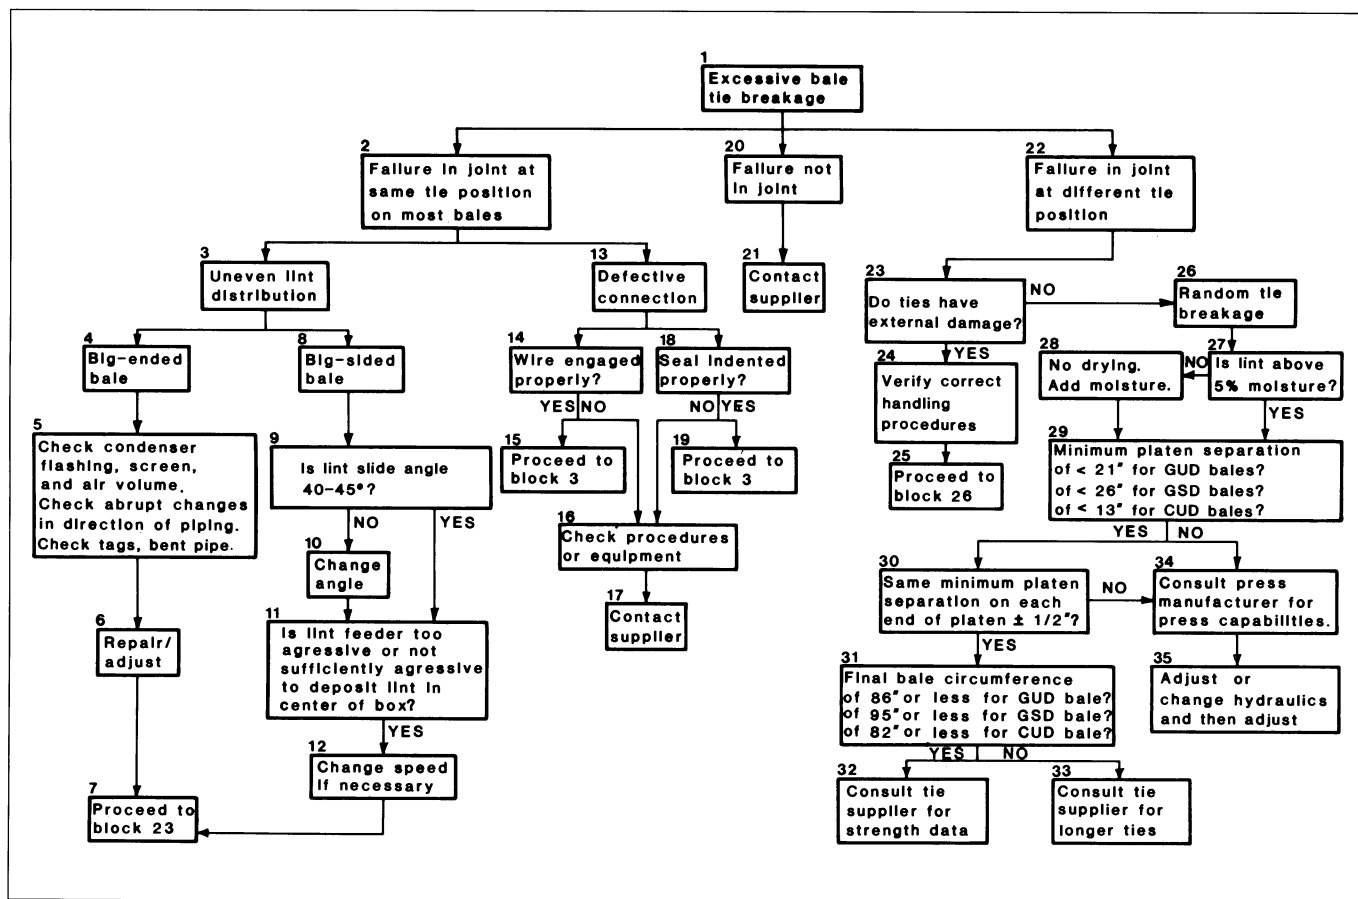 1
Excessive bale
tie breakage
2
Failure in joint at
same tie position
on most bales
20
Failure not
in joint
22
Failure in joint
at different tie
position
3
Uneven lint
distribution
13
Defective
connection
21
Contact
supplier
23
Do ties have
external damage?
NO
YES
26
Random tie
breakage
4
Big-ended
bale
8
Big-sided
bale
14
Wire engaged
properly?
YES NO
18
Seal indented
properly?
NO YES
24
Verify correct
handling
procedures
28
No drying.
Add moisture.
NO
27
Is lint above
5% moisture?
YES
5
Check condenser
flashing, screen,
and air volume.
Check abrupt changes
in direction of piping.
Check tags, bent pipe.
9
Is lint slide angle
40-45°?
NO
YES
15
Proceed to
block 3
19
Proceed to
block 3
25
Proceed to
block 26
29
Minimum platen separation
of < 21" for GUD bales?
of < 26" for GSD bales?
of < 13" for CUD bales?
YES NO
10
Change
angle
16
Check procedures
or equipment
17
Contact
supplier
30
Same minimum platen
separation on each
end of platen ± 1/2"?
NO
YES
34
Consult press
manufacturer for
press capabilities.
6
Repair/
adjust
11
Is lint feeder too
agressive or not
sufficiently agressive
to deposit lint in
center of box?
YES
31
Final bale circumference
of 86" or less for GUD bale?
of 95" or less for GSD bale?
of 82" or less for CUD bale?
YES NO
35
Adjust or
change hydraulics
and then adjust
7
Proceed to
block 23
12
Change speed
if necessary
32
Consult tie
supplier for
strength data
33
Consult tie
supplier for
longer ties